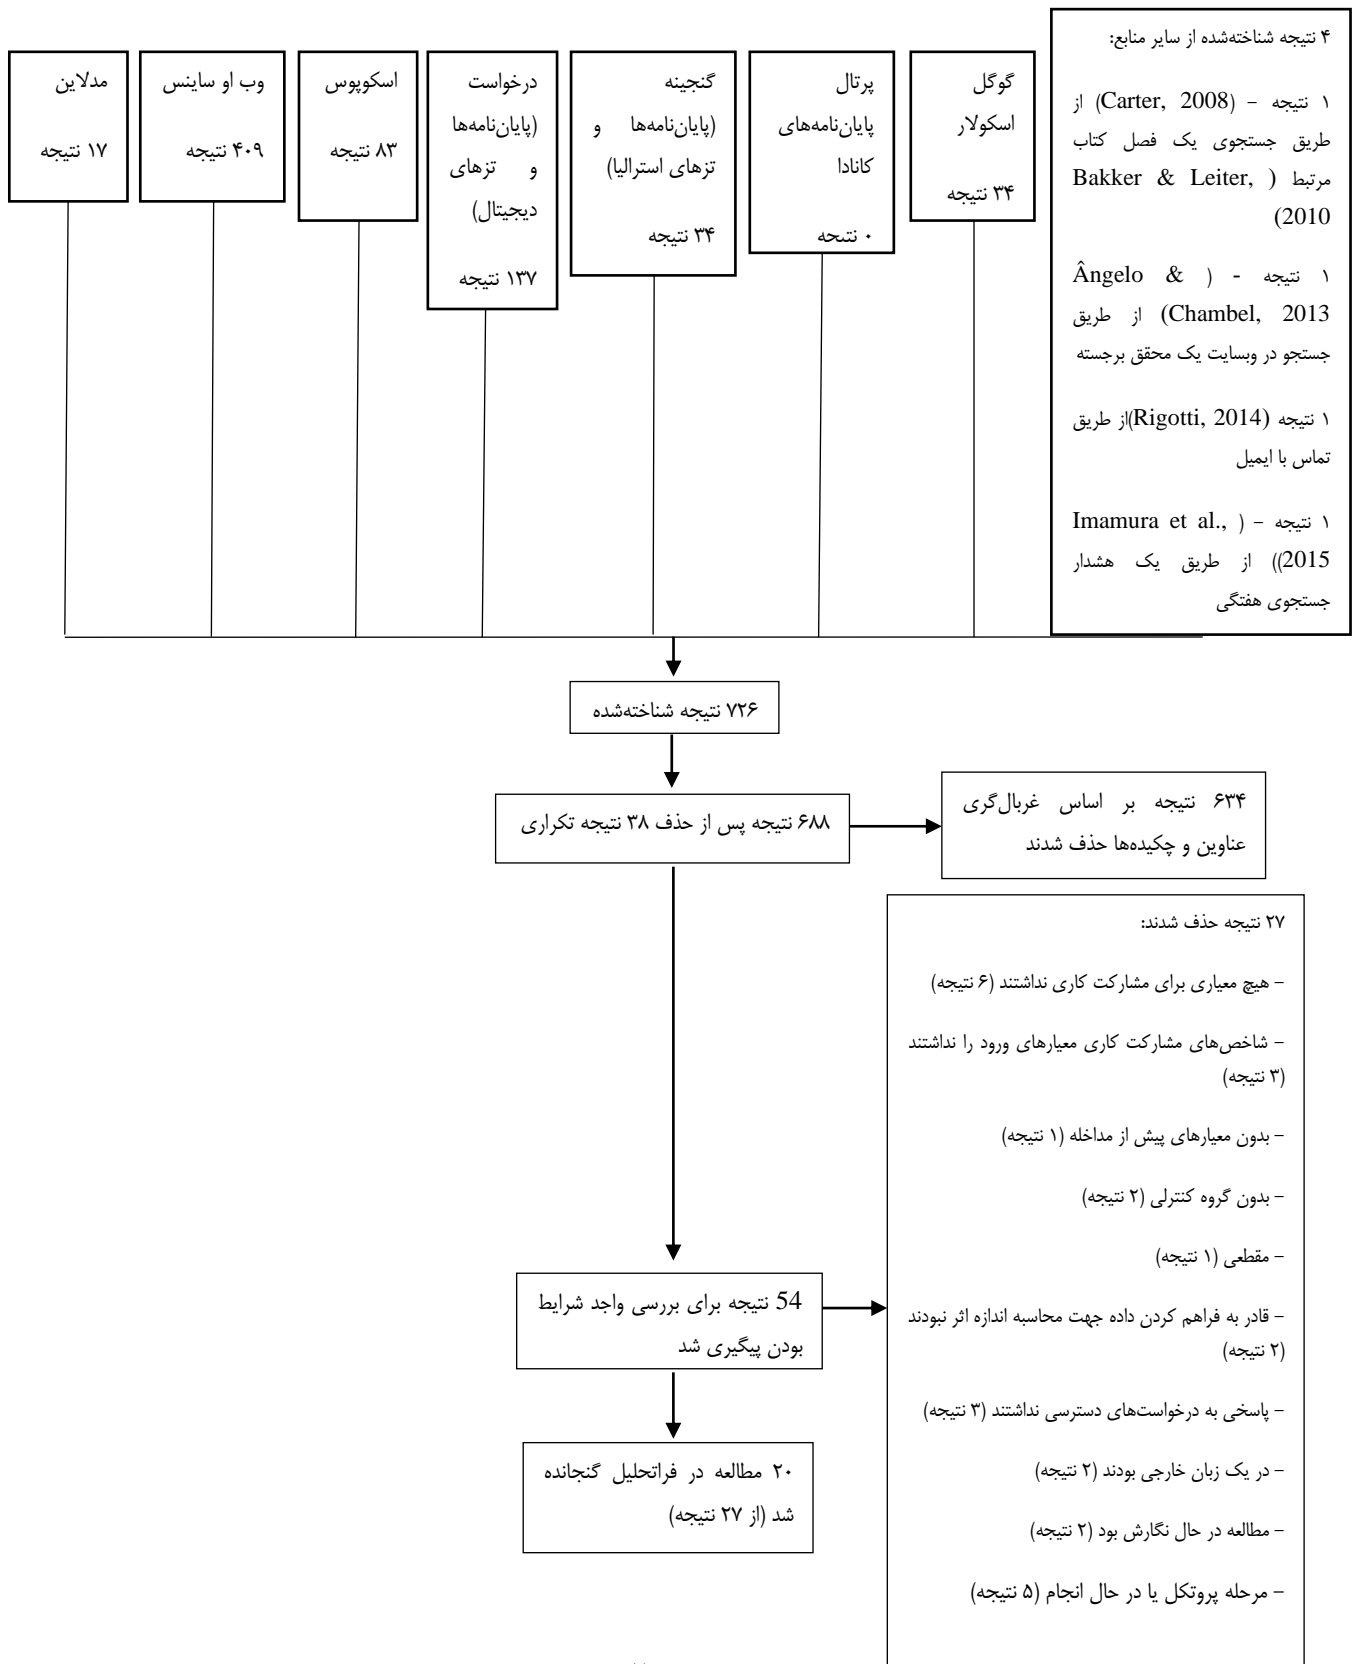 ۴ نتیجه شناخته‌شده از سایر منابع:
۱ نتیجه – (Carter, 2008) از
طریق جستجوی یک فصل کتاب
مرتبط ( Bakker & Leiter,
2010)
۱ نتیجه - ( Ângelo &
Chambel, 2013) از طریق
جستجو در وبسایت یک محقق برجسته
۱ نتیجه (Rigotti, 2014)از طریق
تماس با ایمیل
۱ نتیجه – ( Imamura et al.,
2015)) از طریق یک هشدار
جستجوی هفتگی
گوگل
اسکولار
۳۴ نتیجه
پرتال
پایان‌نامه‌های
کانادا
۰ نتیجه
گنجینه
(پایان‌نامه‌ها و
تزهای استرالیا)
۳۴ نتیجه
درخواست
(پایان‌نامه‌ها
و تزهای
دیجیتال)
۱۳۷ نتیجه
اسکوپوس
۸۳ نتیجه
وب او ساینس
۴۰۹ نتیجه
مدلاین
۱۷ نتیجه
۷۲۶ نتیجه شناخته‌شده
۶۸۸ نتیجه پس از حذف ۳۸ نتیجه تکراری
۶۳۴ نتیجه بر اساس غربال‌گری
عناوین و چکیده‌ها حذف شدند
۲۷ نتیجه حذف شدند:
– هیچ معیاری برای مشارکت کاری نداشتند (۶ نتیجه)
– شاخص‌های مشارکت کاری معیارهای ورود را نداشتند
(۳ نتیجه)
– بدون معیارهای پیش از مداخله (۱ نتیجه)
– بدون گروه کنترلی (۲ نتیجه)
– مقطعی (۱ نتیجه)
– قادر به فراهم کردن داده جهت محاسبه اندازه اثر نبودند
(۲ نتیجه)
– پاسخی به درخواست‌های دسترسی نداشتند (۳ نتیجه)
– در یک زبان خارجی بودند (۲ نتیجه)
– مطالعه در حال نگارش بود (۲ نتیجه)
– مرحله پروتکل یا در حال انجام (۵ نتیجه)
54 نتیجه برای بررسی واجد شرایط
بودن پیگیری شد
۲۰ مطالعه در فراتحلیل گنجانده
شد (از ۲۷ نتیجه)